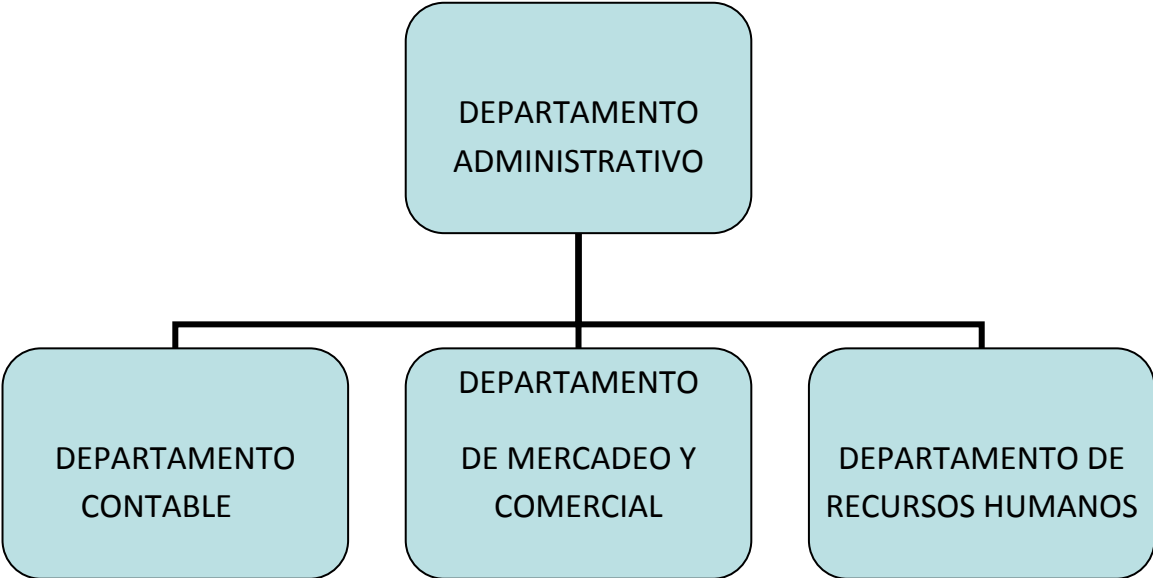 DEPARTAMENTO
ADMINISTRATIVO
DEPARTAMENTO
CONTABLE
DEPARTAMENTO
DE MERCADEO Y
COMERCIAL
DEPARTAMENTO DE
RECURSOS HUMANOS